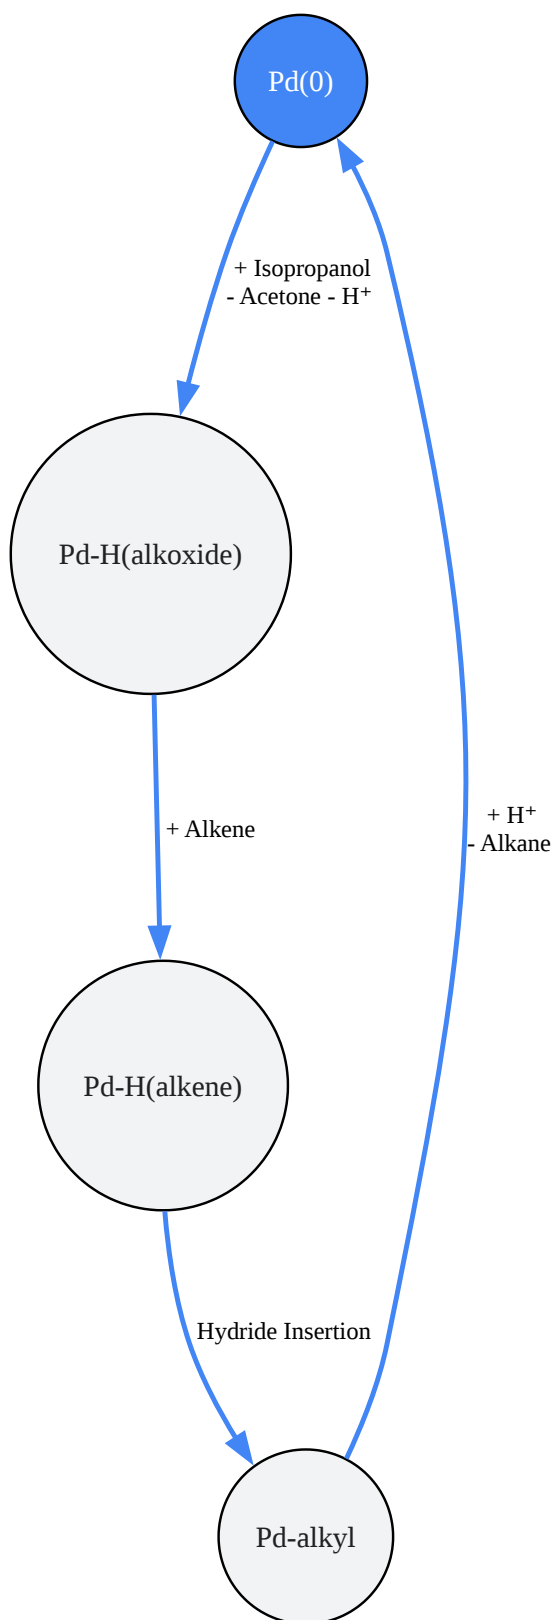 Pd(0)
+ Isopropanol
- Acetone - H⁺
Pd-H(alkoxide)
+ Alkene
+ H⁺
- Alkane
Pd-H(alkene)
Hydride Insertion
Pd-alkyl